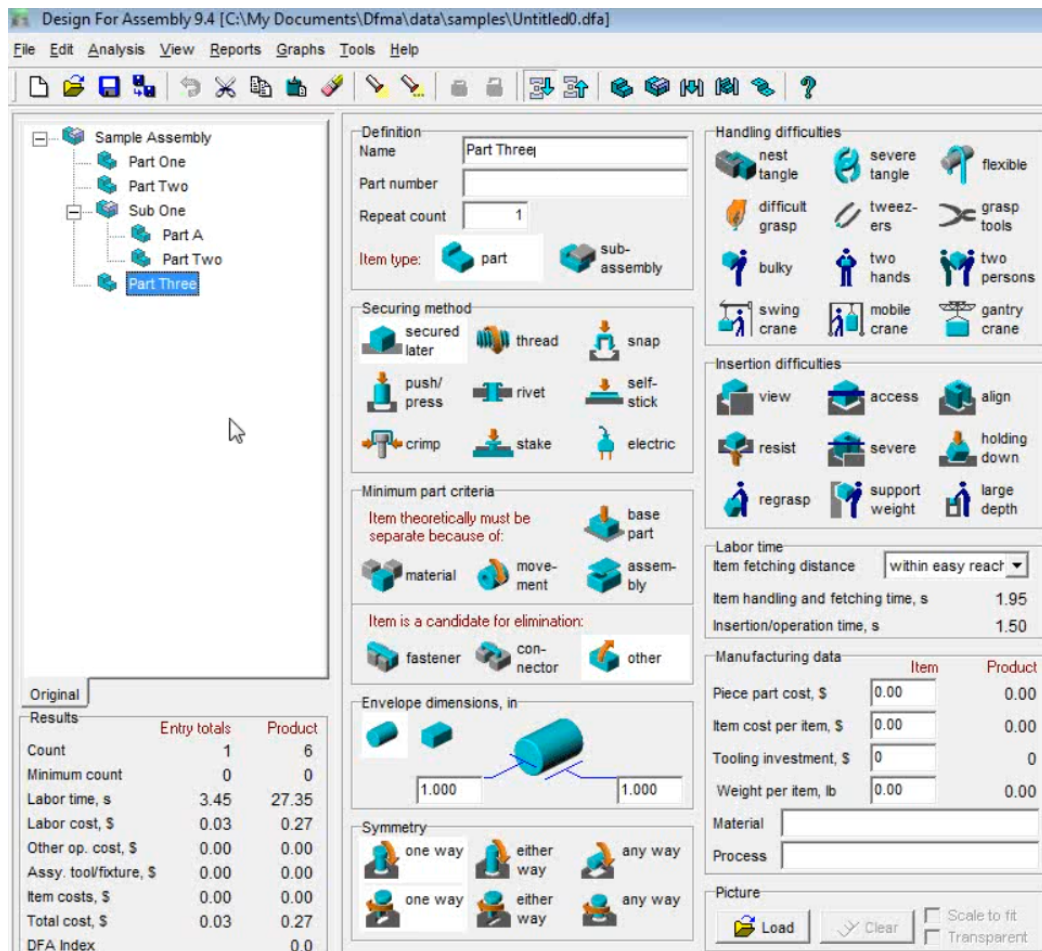 Design For Assembly 9.4 [C:\My Documents\Dfma\data\samples\Untitled0.dfa]
File Edit Analysis View Reports Graphs Tools Help
Sample Assembly
Part One
Part Two
Sub One
Part A
Part Two
Part Three
Original
Results
Entry totals Product
Count 1 6
Minimum count 0 0
Labor time, s 3.45 27.35
Labor cost, $ 0.03 0.27
Other op. cost, $ 0.00 0.00
Assy. tool/fixture, $ 0.00 0.00
Item costs, $ 0.00 0.00
Total cost, $ 0.03 0.27
DFA Index 0.0
Definition
Name Part Three
Part number
Repeat count 1
Item type: part sub-
assembly
Securing method
secured
later
thread
snap
push/
press
rivet
self-
stick
crimp
stake
electric
Minimum part criteria
Item theoretically must be
separate because of:
base
part
material
move-
ment
assem-
bly
Item is a candidate for elimination:
fastener
con-
nector
other
Envelope dimensions, in
1.000 1.000
Symmetry
one way
either
way
any way
one way
either
way
any way
Handling difficulties
nest
tangle
severe
tangle
flexible
difficult
grasp
tweez-
ers
grasp
tools
bulky
two
hands
two
persons
swing
crane
mobile
crane
gantry
crane
Insertion difficulties
view
access
align
resist
severe
holding
down
regrasp
support
weight
large
depth
Labor time
Item fetching distance within easy reach
Item handling and fetching time, s 1.95
Insertion/operation time, s 1.50
Manufacturing data
Item Product
Piece part cost, $ 0.00 0.00
Item cost per item, $ 0.00 0.00
Tooling investment, $ 0 0
Weight per item, lb 0.00 0.00
Material
Process
Picture
Load
Clear
Scale to fit
Transparent